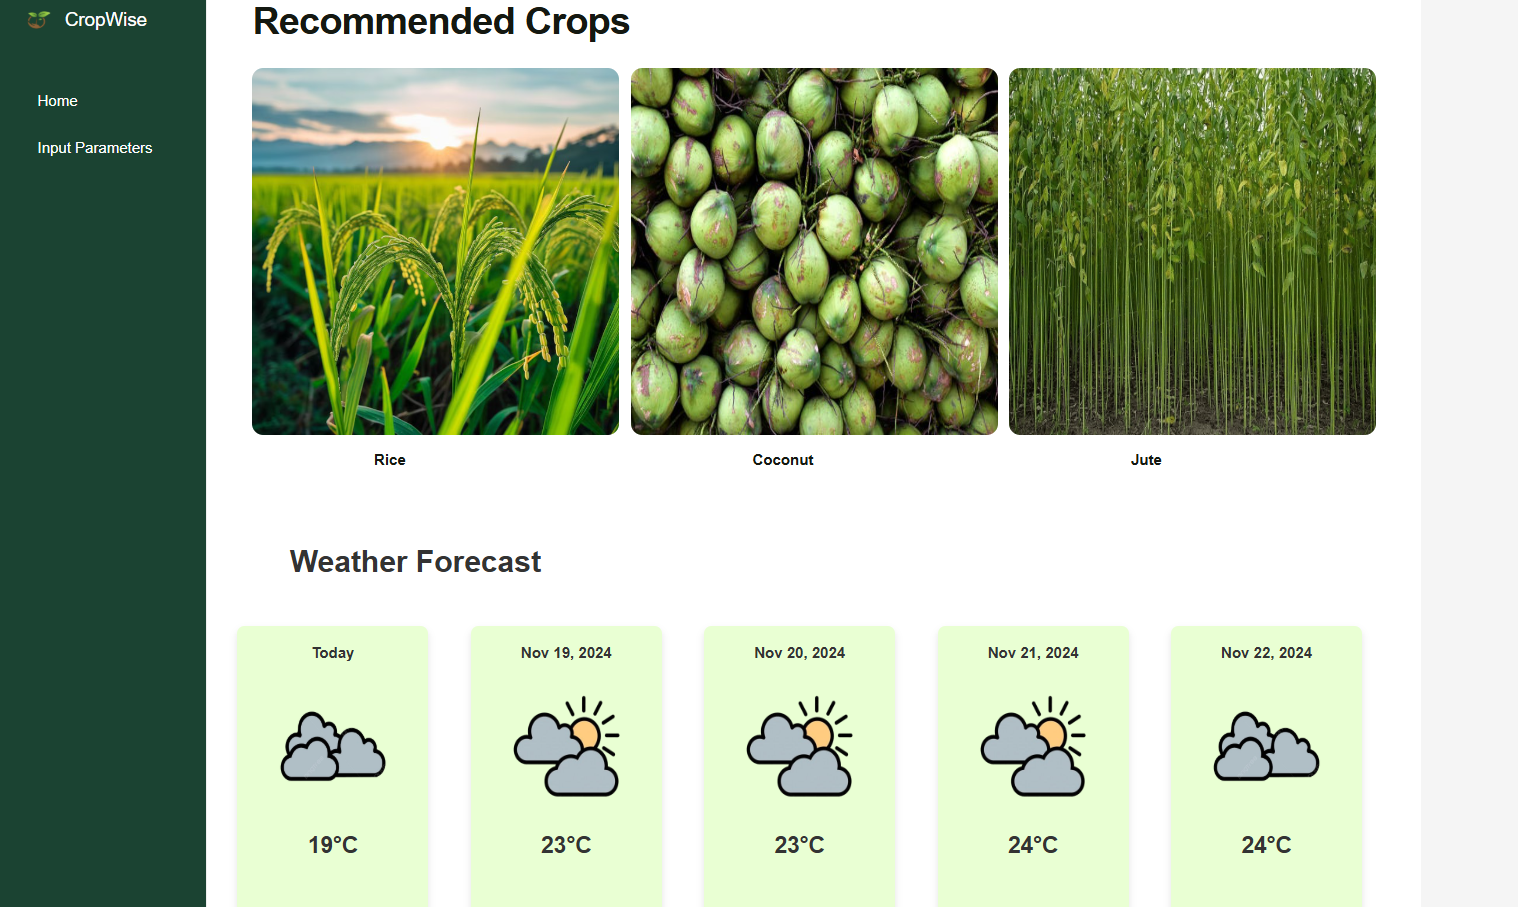 CropWise
Home
Input Parameters
Recommended Crops
Rice
Coconut
Jute
Weather Forecast
Today
Nov 19, 2024
Nov 20, 2024
Nov 21, 2024
Nov 22, 2024
19°C
23°C
23°C
24°C
24°C